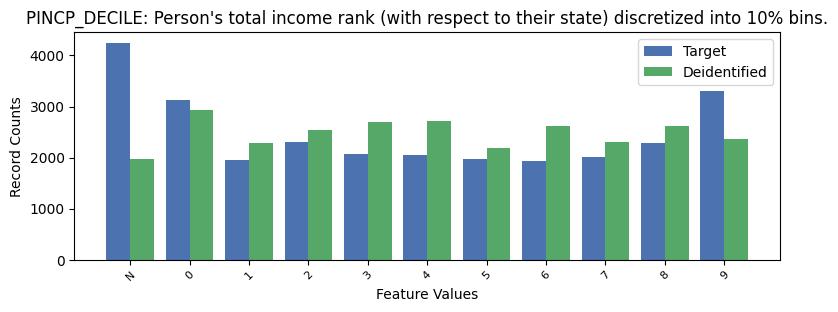 PINCP_DECILE: Person's total income rank (with respect to their state) discretized into 10% bins.
Target
Deidentified
Record Counts
4000
3000
2000
1000
0
N 0 1 2 3 4 5 6 7 8 9
Feature Values